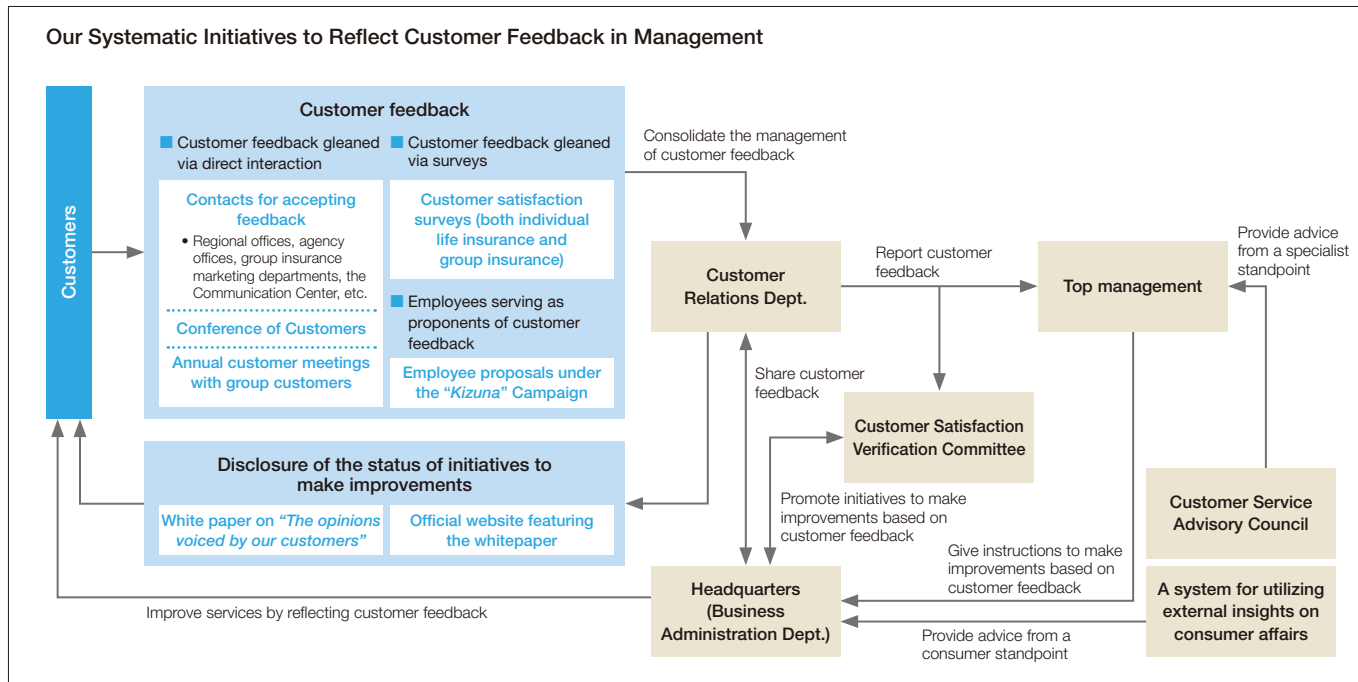 Our Systematic Initiatives to Reflect Customer Feedback in Management
Customers
Customer feedback
■ Customer feedback gleaned
via direct interaction
Contacts for accepting
feedback
• Regional offices, agency
offices, group insurance
marketing departments, the
Communication Center, etc.
Conference of Customers
Annual customer meetings
with group customers
■ Customer feedback gleaned
via surveys
Customer satisfaction
surveys (both individual
life insurance and
group insurance)
■ Employees serving as
proponents of customer
feedback
Employee proposals under
the “Kizuna” Campaign
Consolidate the management
of customer feedback
Customer
Relations Dept.
Report customer
feedback
Top management
Provide advice
from a specialist
standpoint
Share customer
feedback
Customer Satisfaction
Verification Committee
Disclosure of the status of initiatives to
make improvements
White paper on “The opinions
voiced by our customers”
Official website featuring
the whitepaper
Promote initiatives to make
improvements based on
customer feedback
Customer Service
Advisory Council
Give instructions to make
improvements based on
customer feedback
Improve services by reflecting customer feedback
Headquarters
(Business
Administration Dept.)
A system for utilizing
external insights on
consumer affairs
Provide advice from a
consumer standpoint